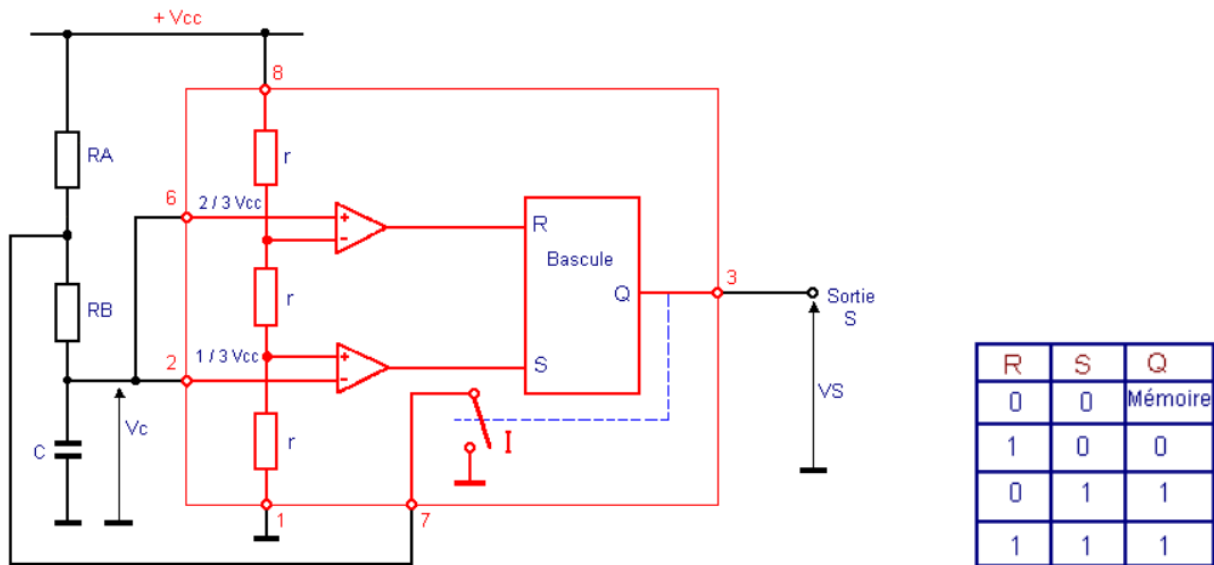 + Vcc
8
RA
r
6
2 / 3 Vcc
+
-
R
Bascule
RB
r
Q
3
Sortie
S
2
1 / 3 Vcc
+
-
S
VS
Vc
C
r
I
1
7
R S Q
0 0 Mémoire
1 0 0
0 1 1
1 1 1